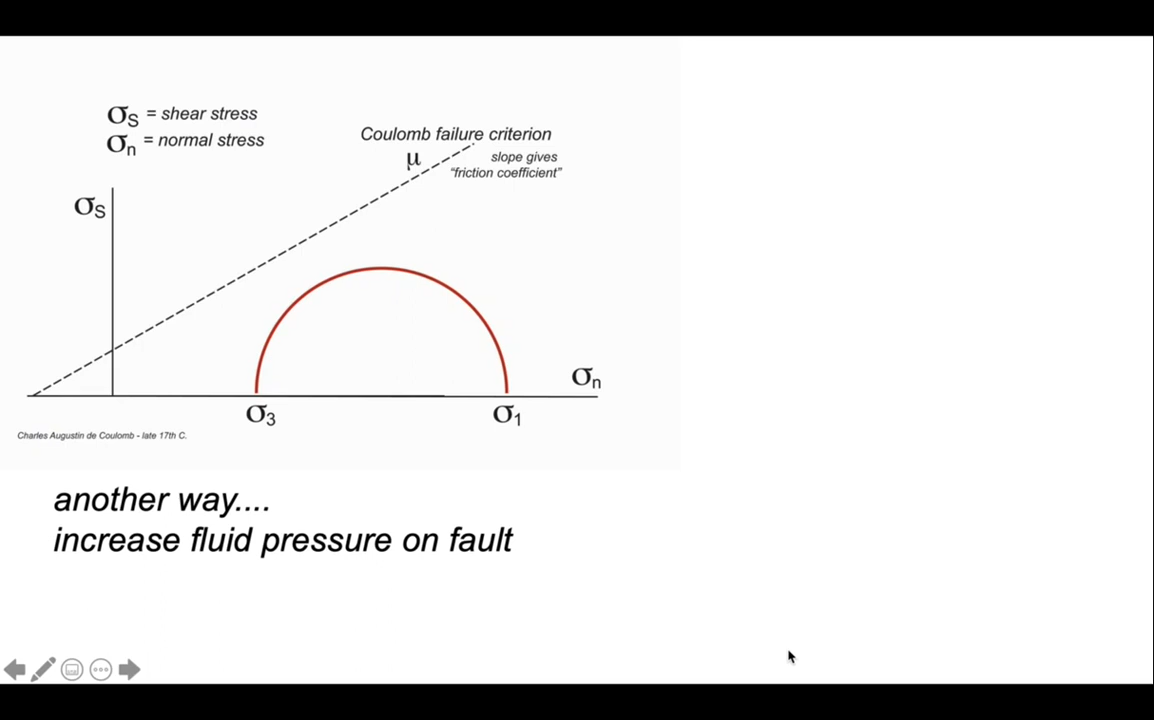 σS = shear stress
σn = normal stress
Coulomb failure criterion
μ
slope gives
“friction coefficient”
σS
σn
σ3
σ1
Charles Augustin de Coulomb - late 17th C.
another way....
increase fluid pressure on fault